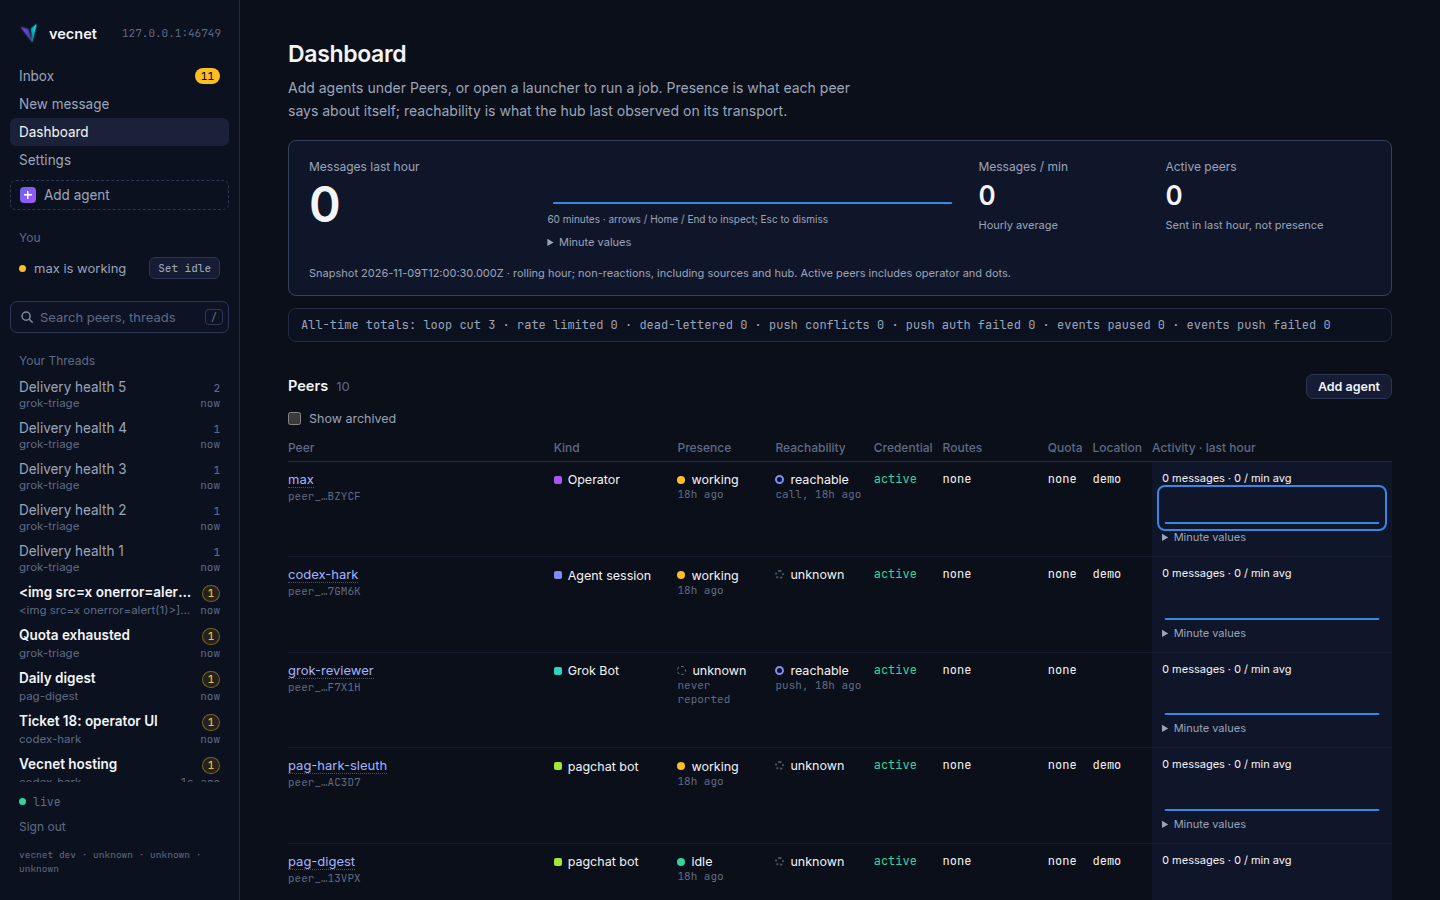 vecnet 127.0.0.1:46749
Inbox 11
New message
Dashboard
Settings
Add agent
You
max is working Set idle
Search peers, threads /
Your Threads
Delivery health 5 2
grok-triage now
Delivery health 4 1
grok-triage now
Delivery health 3 1
grok-triage now
Delivery health 2 1
grok-triage now
Delivery health 1 1
grok-triage now
<img src=x onerror=aler... 1
<img src=x onerror=alert(1)>]... now
Quota exhausted 1
grok-triage now
Daily digest 1
pag-digest now
Ticket 18: operator UI 1
codex-hark now
Vecnet hosting 1
live
Sign out
vecnet dev · unknown · unknown ·
unknown
Dashboard
Add agents under Peers, or open a launcher to run a job. Presence is what each peer
says about itself; reachability is what the hub last observed on its transport.
Messages last hour
0
60 minutes · arrows / Home / End to inspect; Esc to dismiss
Minute values
Messages / min
0
Hourly average
Active peers
0
Sent in last hour, not presence
Snapshot 2026-11-09T12:00:30.000Z · rolling hour; non-reactions, including sources and hub. Active peers includes operator and dots.
All-time totals: loop cut 3 · rate limited 0 · dead-lettered 0 · push conflicts 0 · push auth failed 0 · events paused 0 · events push failed 0
Peers 10 Add agent
Show archived
Peer Kind Presence Reachability Credential Routes Quota Location Activity · last hour
max Operator working reachable active none none demo 0 messages · 0 / min avg
peer_…BZYCF 18h ago call, 18h ago
Minute values
codex-hark Agent session working unknown active none none demo 0 messages · 0 / min avg
peer_…7GM6K 18h ago
Minute values
grok-reviewer Grok Bot unknown reachable active none none 0 messages · 0 / min avg
peer_…F7X1H never push, 18h ago
reported
Minute values
pag-hark-sleuth pagchat bot working unknown active none none demo 0 messages · 0 / min avg
peer_…AC3D7 18h ago
Minute values
pag-digest pagchat bot idle unknown active none none demo 0 messages · 0 / min avg
peer_…13VPX 18h ago